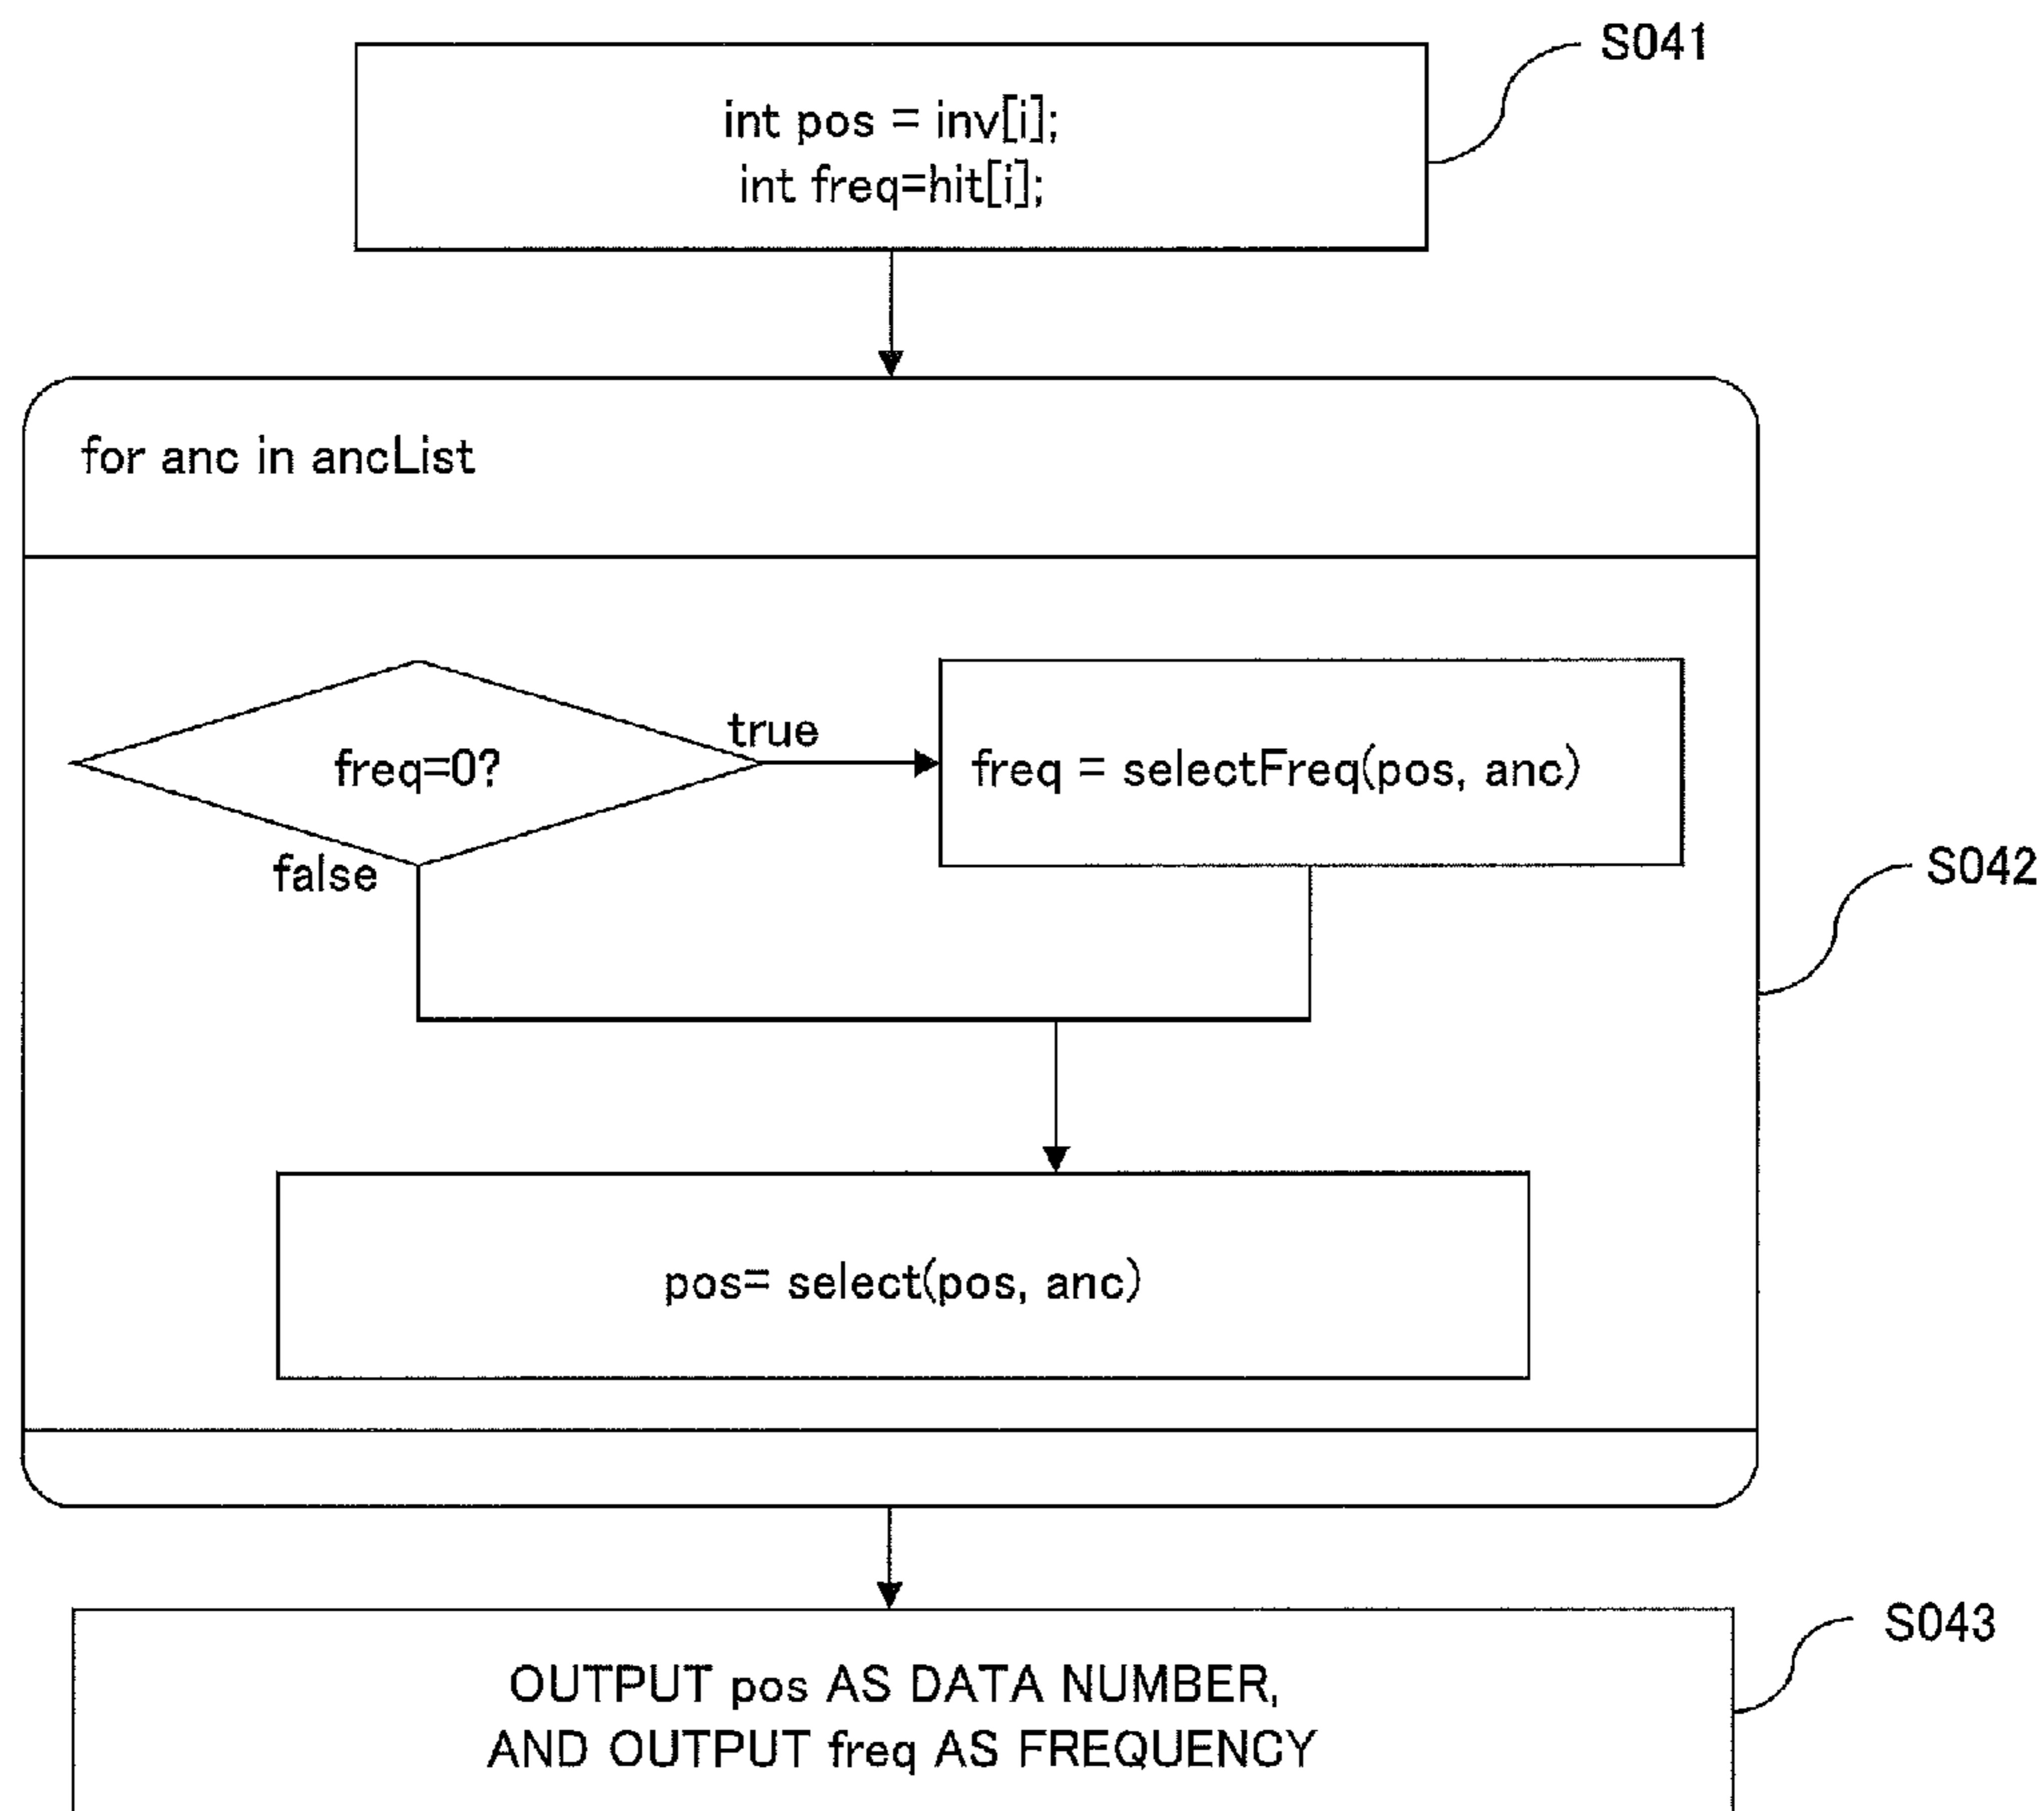 S041
int pos = inv[i];
int freq=hit[i];
for anc in ancList
freq=0?
true
freq = selectFreq(pos, anc)
false
S042
pos= select(pos, anc)
S043
OUTPUT pos AS DATA NUMBER,
AND OUTPUT freq AS FREQUENCY